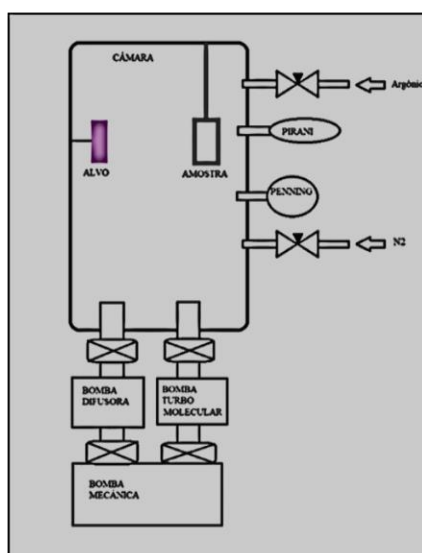 CÂMARA
Argônio
PIRANI
ALVO
AMOSTRA
PENNING
N2
BOMBA
DIFUSORA
BOMBA
TURBO
MOLECULAR
BOMBA
MECÂNICA